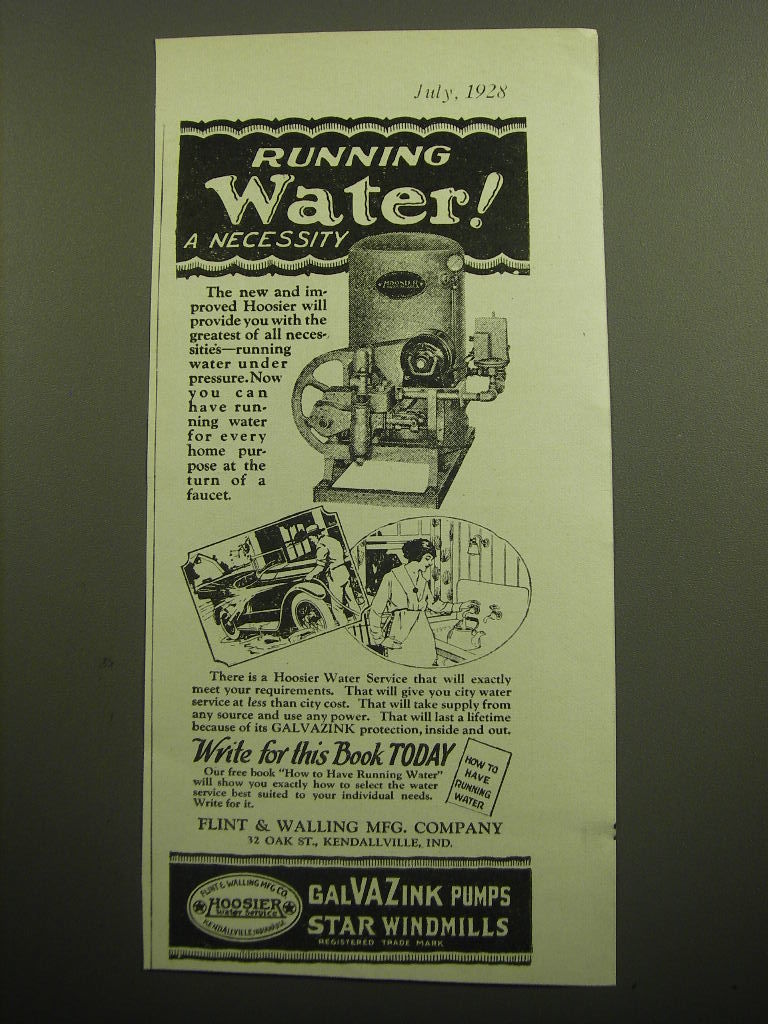 July, 1928
RUNNING
Water!
A NECESSITY
HOOSIER
The new and im-
proved Hoosier will
provide you with the
greatest of all neces-
sities—running
water under
pressure. Now
you can
have run-
ning water
for every
home pur-
pose at the
turn of a
faucet.
There is a Hoosier Water Service that will exactly
meet your requirements. That will give you city water
service at less than city cost. That will take supply from
any source and use any power. That will last a lifetime
because of its GALVAZINK protection, inside and out.
Write for this Book TODAY
Our free book "How to Have Running Water"
will show you exactly how to select the water
service best suited to your individual needs.
Write for it.
HOW TO
HAVE
RUNNING
WATER
FLINT & WALLING MFG. COMPANY
32 OAK ST., KENDALLVILLE, IND.
FLINT & WALLING MFG CO.
HOOSIER
Water Service
KENDALLVILLE, INDIANA
GALVAZINK PUMPS
STAR WINDMILLS
REGISTERED TRADE MARK